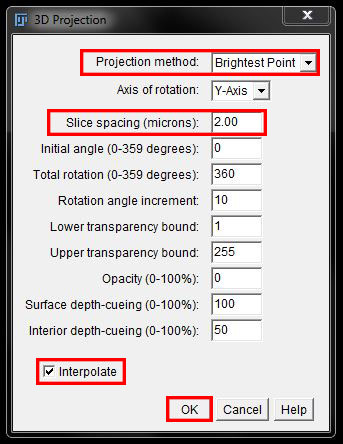 3D Projection
Projection method: Brightest Point
Axis of rotation: Y-Axis
Slice spacing (microns): 2.00
Initial angle (0-359 degrees): 0
Total rotation (0-359 degrees): 360
Rotation angle increment: 10
Lower transparency bound: 1
Upper transparency bound: 255
Opacity (0-100%): 0
Surface depth-cueing (0-100%): 100
Interior depth-cueing (0-100%): 50
Interpolate
OK Cancel Help